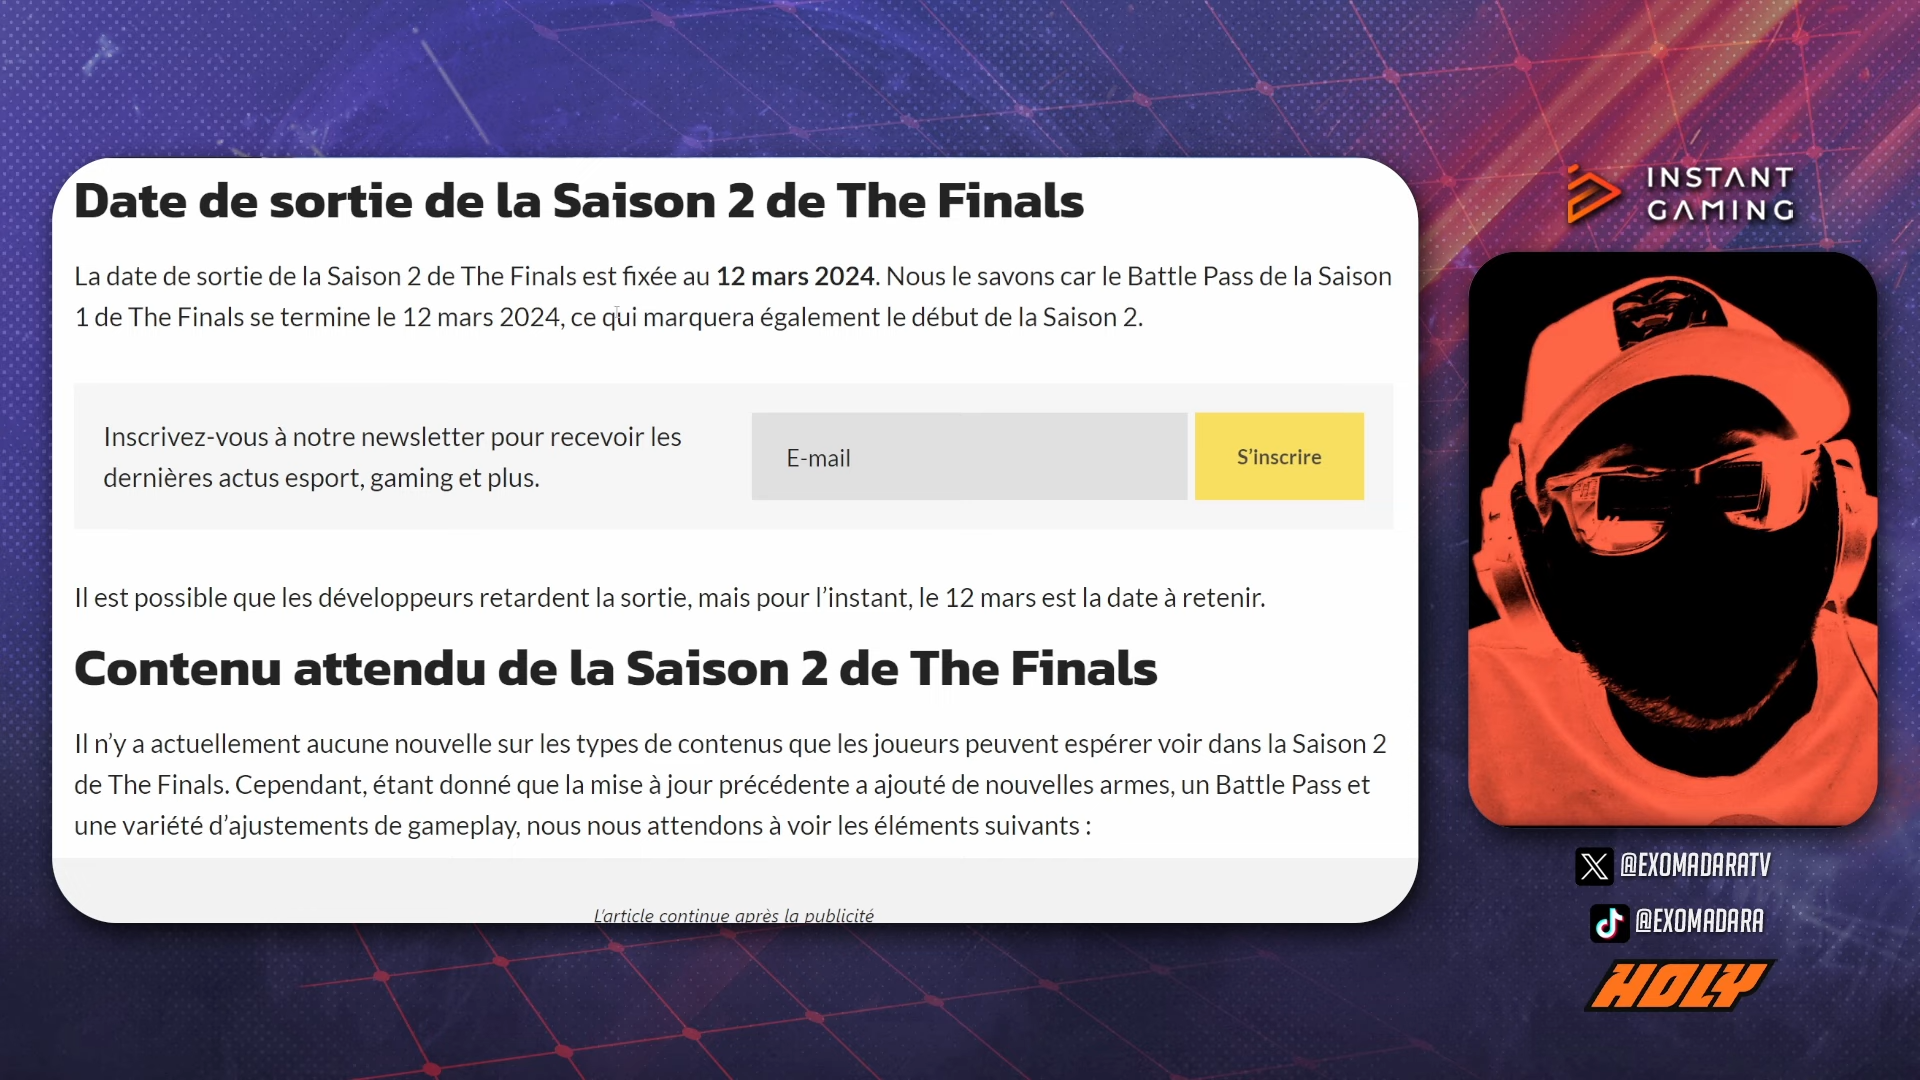 Date de sortie de la Saison 2 de The Finals
La date de sortie de la Saison 2 de The Finals est fixée au 12 mars 2024. Nous le savons car le Battle Pass de la Saison
1 de The Finals se termine le 12 mars 2024, ce qui marquera également le début de la Saison 2.
Inscrivez-vous à notre newsletter pour recevoir les
dernières actus esport, gaming et plus.
E-mail
S’inscrire
Il est possible que les développeurs retardent la sortie, mais pour l’instant, le 12 mars est la date à retenir.
Contenu attendu de la Saison 2 de The Finals
Il n’y a actuellement aucune nouvelle sur les types de contenus que les joueurs peuvent espérer voir dans la Saison 2
de The Finals. Cependant, étant donné que la mise à jour précédente a ajouté de nouvelles armes, un Battle Pass et
une variété d’ajustements de gameplay, nous nous attendons à voir les éléments suivants :
L'article continue après la publicité
INSTANT
GAMING
@EXOMADARATV
@EXOMADARA
HOLY